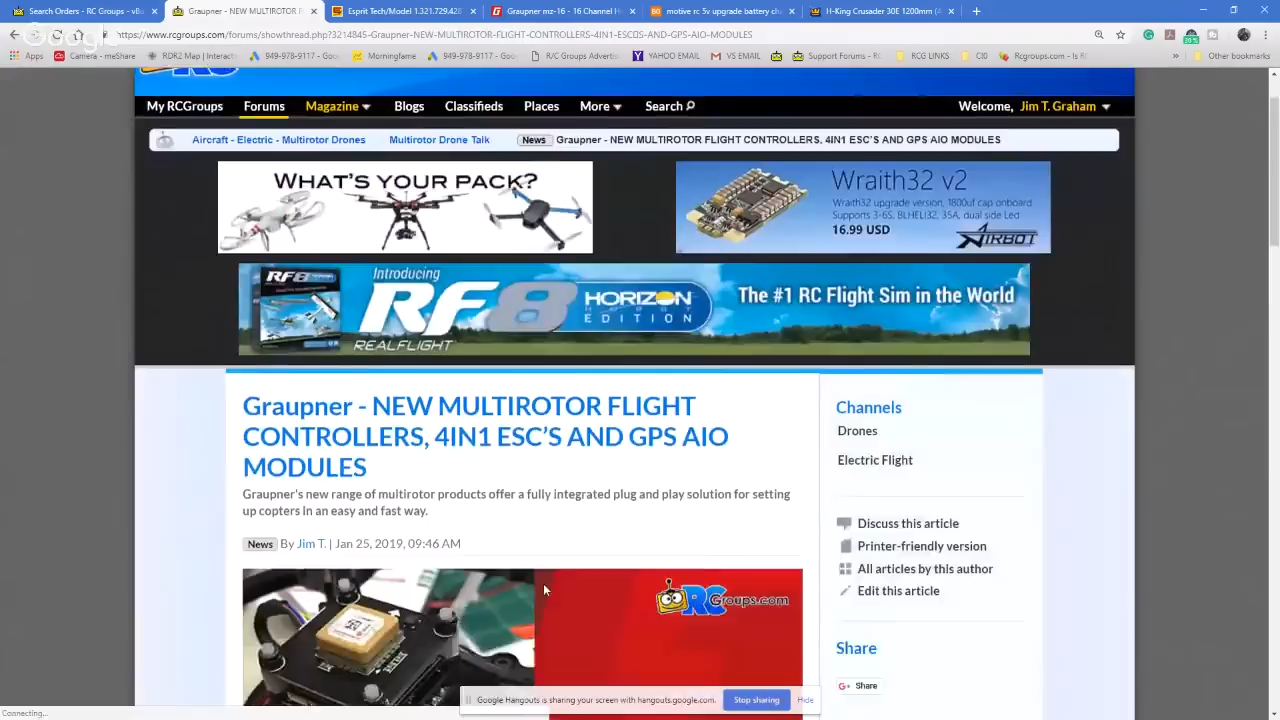 Search Orders - RC Groups - vBu
Graupner - NEW MULTIROTOR F
Esprit Tech/Model 1.321.729.428
Graupner mz-16 - 16 Channel H
motive rc 5v upgrade battery cha
H-King Crusader 30E 1200mm (4
https://www.rcgroups.com/forums/showthread.php?3214845-Graupner-NEW-MULTIROTOR-FLIGHT-CONTROLLERS-4IN1-ESC
S-AND-GPS-AIO-MODULES
Google
Apps
Camera - meShare
RDR2 Map | Interact
949-978-9117 - Goo
Morningfame
949-978-9117 - Goo
R/C Groups Adverti
YAHOO EMAIL
VS EMAIL
Support Forums - R
RCG LINKS
CJO
Rcgroups.com - Is R
Other bookmarks
My RCGroups
Forums
Magazine
Blogs
Classifieds
Places
More
Search
Welcome, Jim T. Graham
Aircraft - Electric - Multirotor Drones
Multirotor Drone Talk
News
Graupner - NEW MULTIROTOR FLIGHT CONTROLLERS, 4IN1 ESC'S AND GPS AIO MODULES
WHAT'S YOUR PACK?
Wraith32 v2
Wraith32 upgrade version, 1800uf cap onboard
Supports 3-6S, BLHELI32, 35A, dual side Led
16.99 USD
AIRBOT
RF8
Introducing
RF8
REALFLIGHT
HORIZON
HOBBY
EDITION
The #1 RC Flight Sim in the World
Graupner - NEW MULTIROTOR FLIGHT
CONTROLLERS, 4IN1 ESC'S AND GPS AIO
MODULES
Graupner's new range of multirotor products offer a fully integrated plug and play solution for setting
up copters in an easy and fast way.
News By Jim T. | Jan 25, 2019, 09:46 AM
RCGroups.com
Channels
Drones
Electric Flight
Discuss this article
Printer-friendly version
All articles by this author
Edit this article
Share
G+ Share
Google Hangouts is sharing your screen with hangouts.google.com.
Stop sharing
Hide
Connecting...